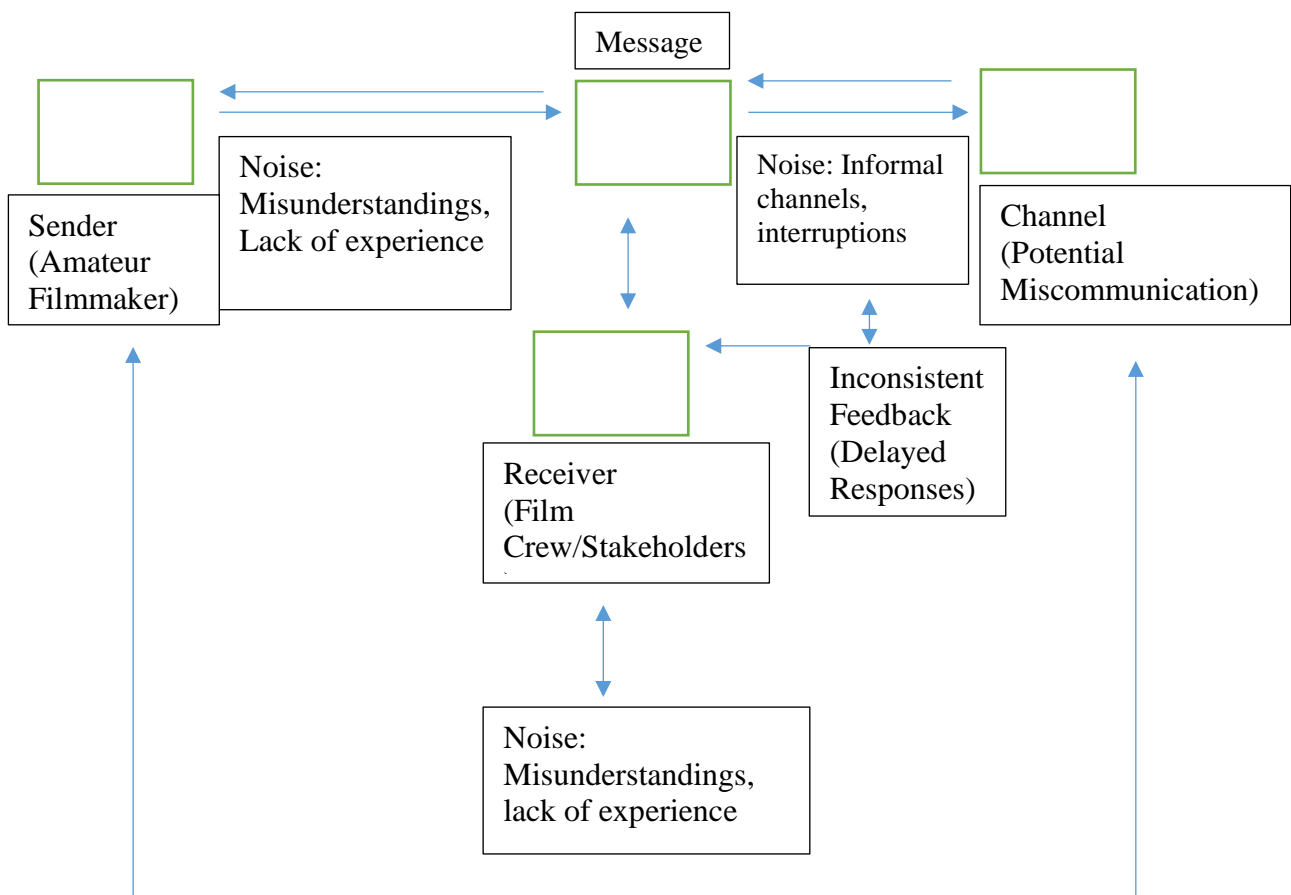 Message
Sender
(Amateur
Filmmaker)
Noise:
Misunderstandings,
Lack of experience
Noise: Informal
channels,
interruptions
Channel
(Potential
Miscommunication)
Inconsistent
Feedback
(Delayed
Responses)
Receiver
(Film
Crew/Stakeholders
Noise:
Misunderstandings,
lack of experience